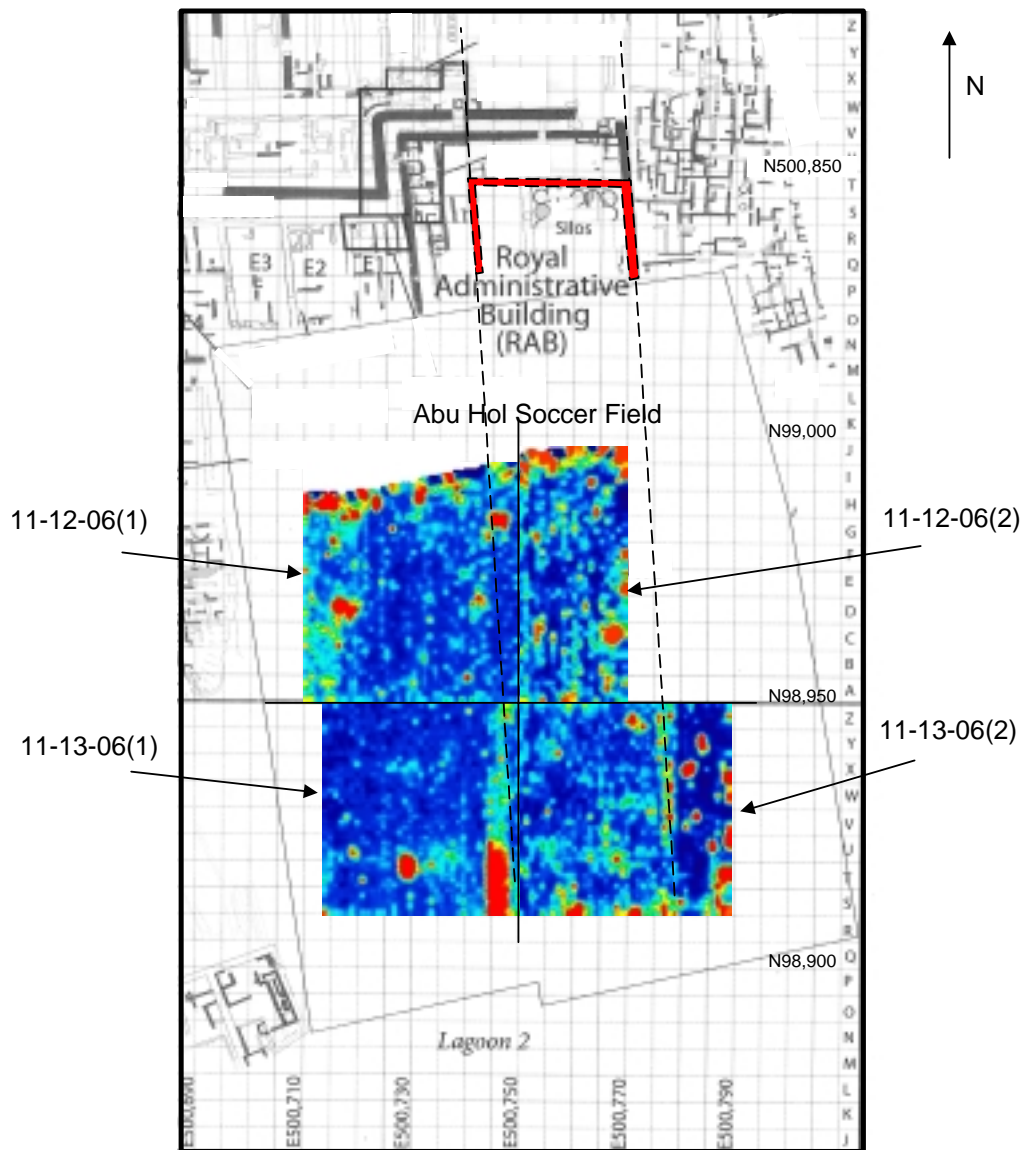 N
Z
Y
X
W
V
N500,850
T
S
R
Q
P
O
N
M
L
K
J
I
H
G
F
E
D
C
B
A
Z
Y
X
W
V
U
T
S
R
Q
P
O
N
M
L
K
J
Silos
E3
E2
E1
Royal
Administrative
Building
(RAB)
Abu Hol Soccer Field
N99,000
11-12-06(1)
11-12-06(2)
N98,950
11-13-06(1)
11-13-06(2)
N98,900
Lagoon 2
E500,690
E500,710
E500,730
E500,750
E500,770
E500,790